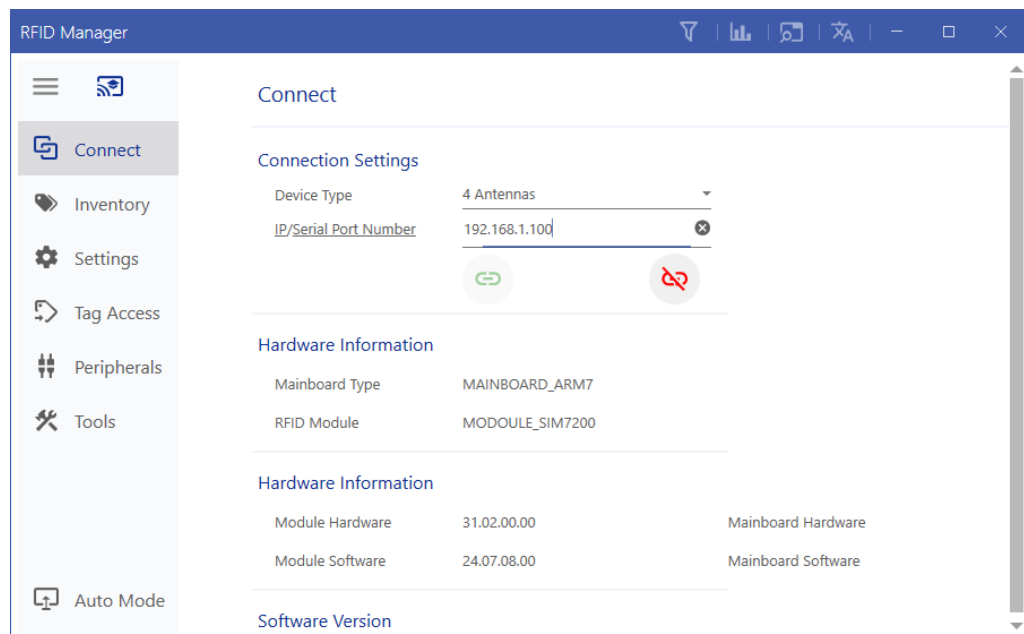 RFID Manager
Connect
Inventory
Settings
Tag Access
Peripherals
Tools
Auto Mode
Connect
Connection Settings
Device Type 4 Antennas
IP/Serial Port Number 192.168.1.100
Hardware Information
Mainboard Type MAINBOARD_ARM7
RFID Module MODOULE_SIM7200
Hardware Information
Module Hardware 31.02.00.00 Mainboard Hardware
Module Software 24.07.08.00 Mainboard Software
Software Version